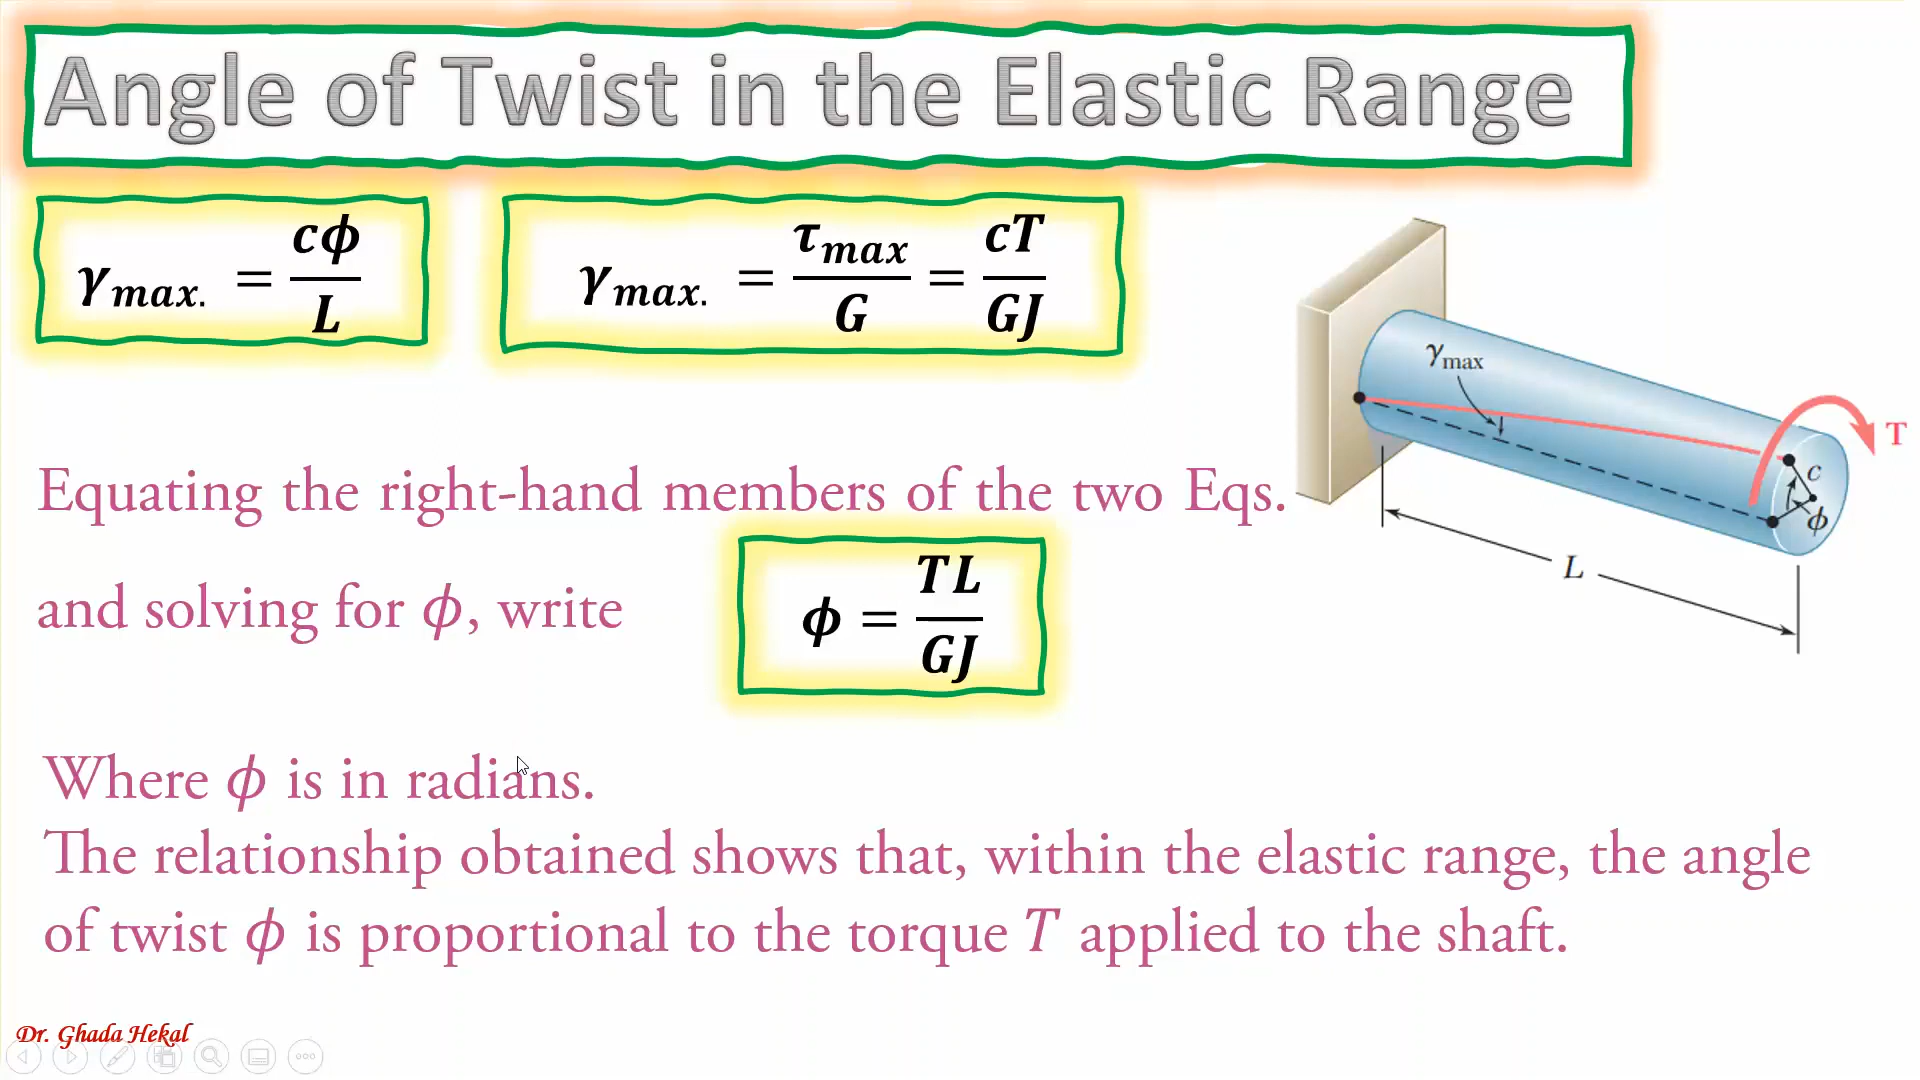 Angle of Twist in the Elastic Range
γmax. = cϕ/L
γmax. = τmax/G = cT/GJ
γmax
T
c
ϕ
L
Equating the right-hand members of the two Eqs.
and solving for ϕ, write
ϕ = TL/GJ
Where ϕ is in radians.
The relationship obtained shows that, within the elastic range, the angle
of twist ϕ is proportional to the torque T applied to the shaft.
Dr. Ghada Hekal